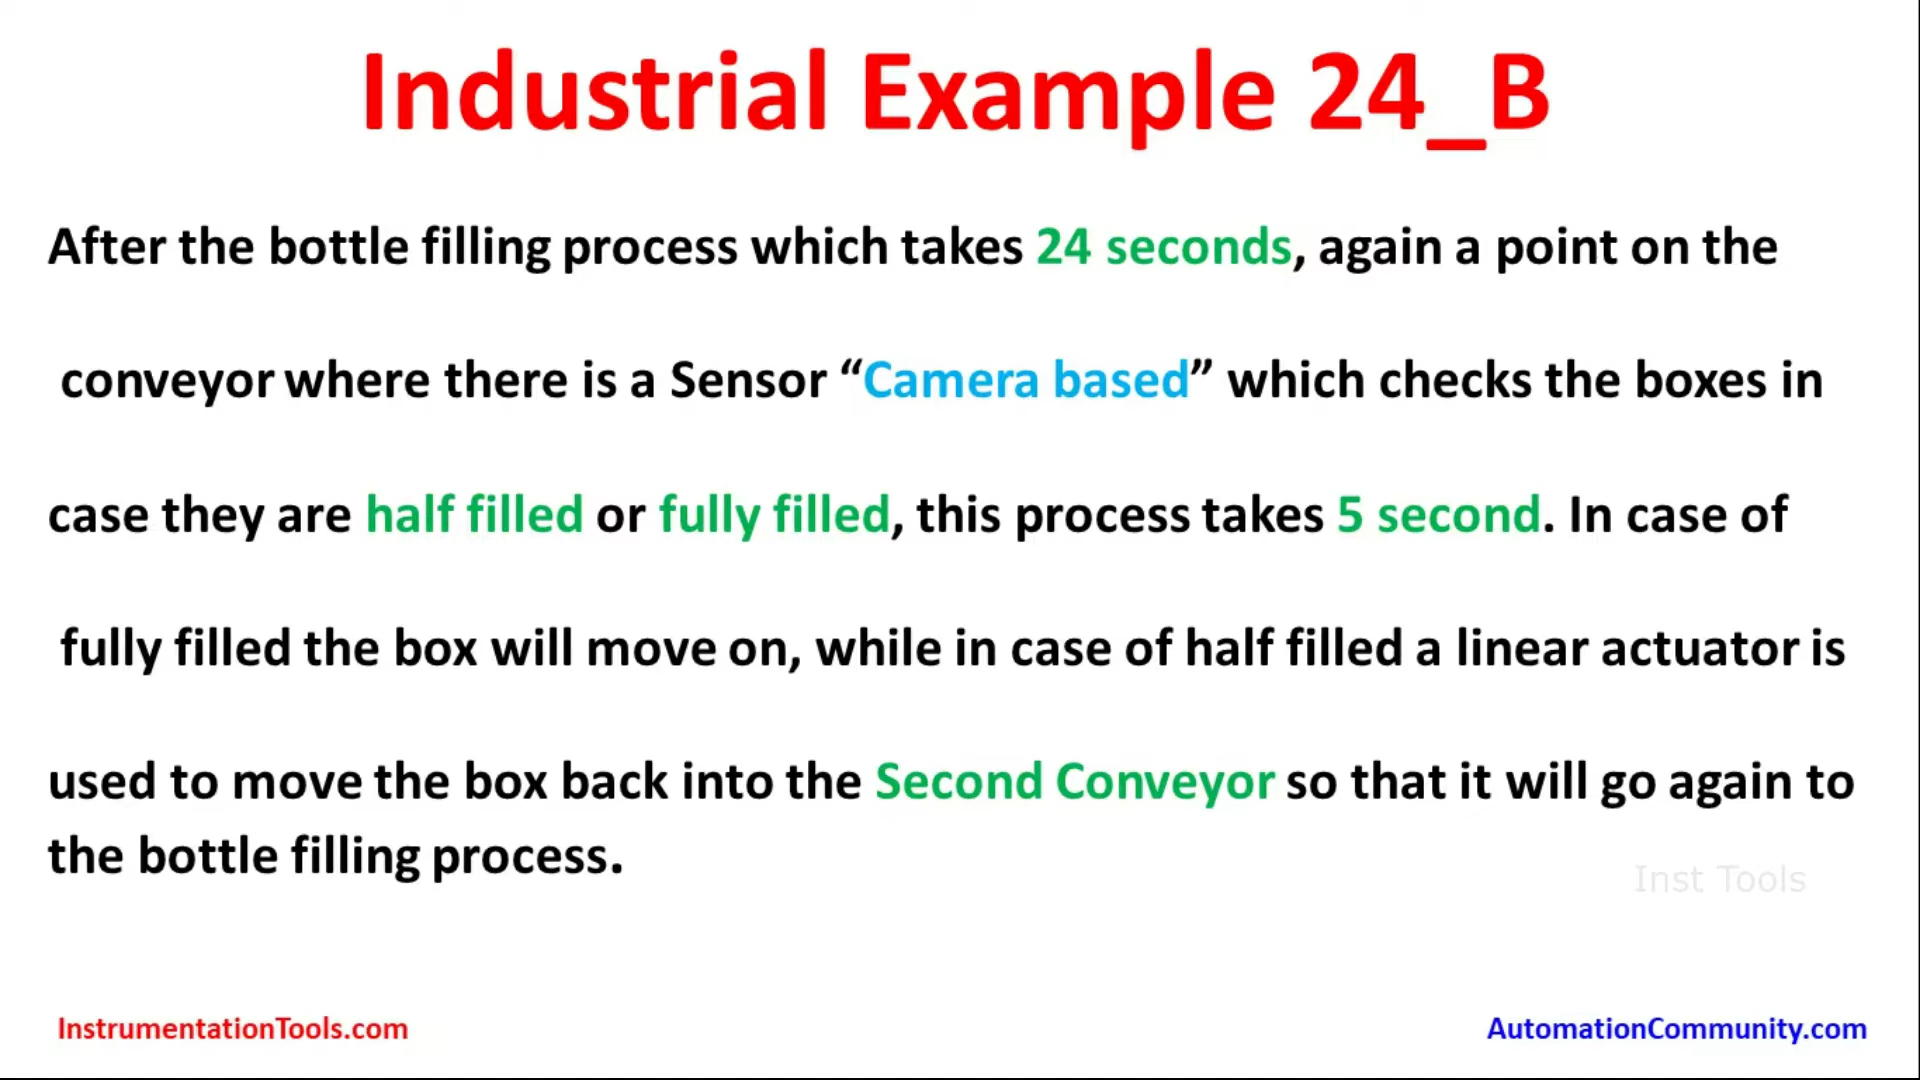 Industrial Example 24_B
After the bottle filling process which takes 24 seconds, again a point on the
conveyor where there is a Sensor “Camera based” which checks the boxes in
case they are half filled or fully filled, this process takes 5 second. In case of
fully filled the box will move on, while in case of half filled a linear actuator is
used to move the box back into the Second Conveyor so that it will go again to
the bottle filling process.
Inst Tools
InstrumentationTools.com
AutomationCommunity.com